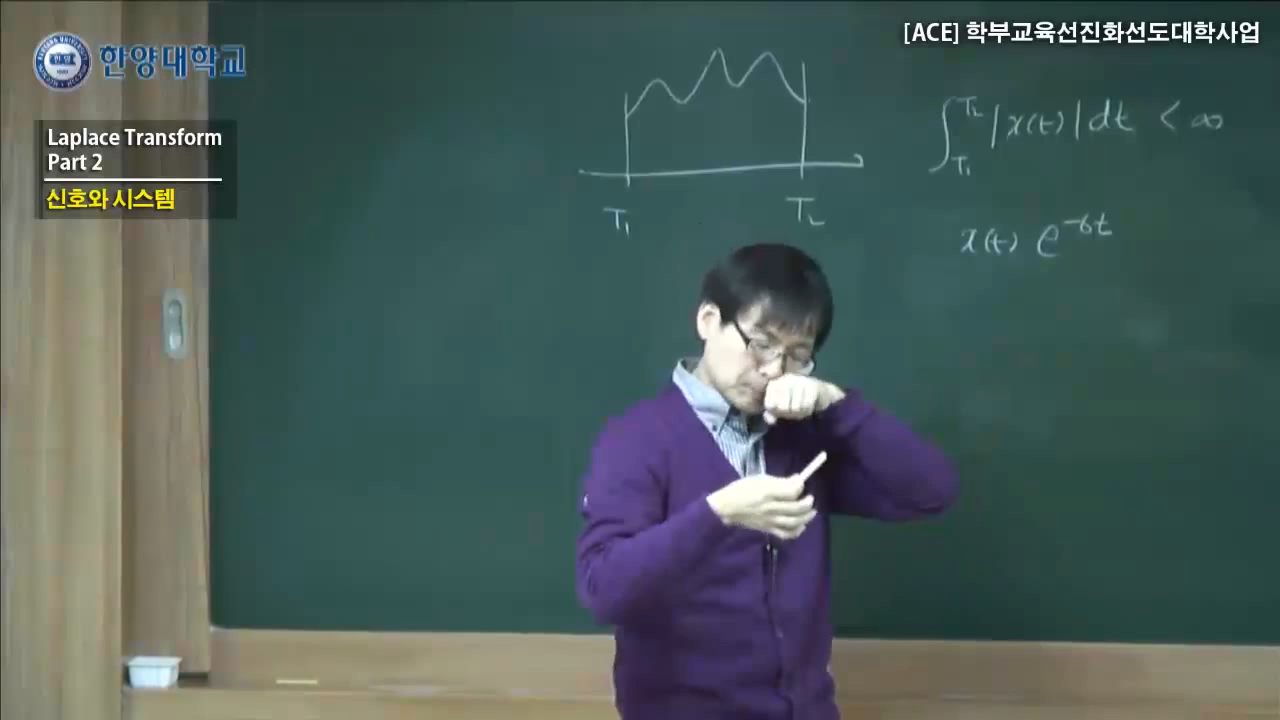 [ACE] 학부교육선진화선도대학사업
한양대학교
Laplace Transform
Part 2
신호와 시스템
T₁
T₂
∫_{T₁}^{T₂} |x(t)| dt < ∞
x(t) e^{-σt}